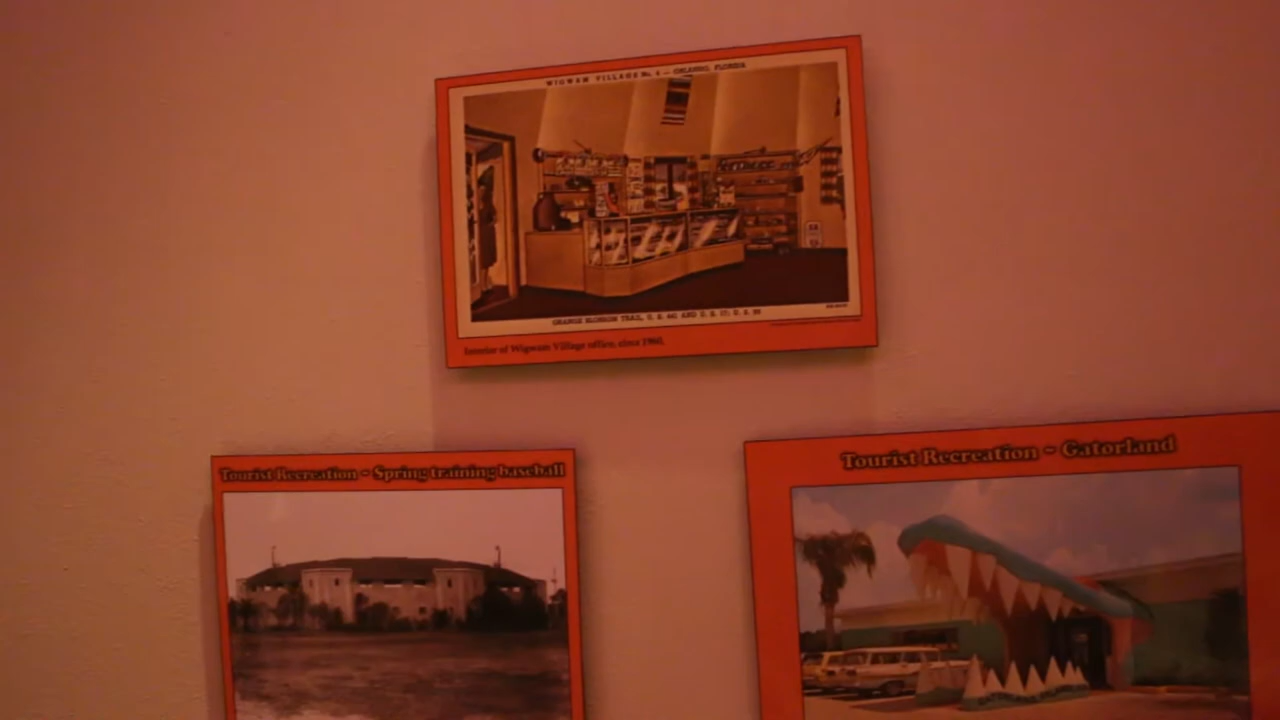 WIGWAM VILLAGE No. 4 — ORLANDO, FLORIDA
ORANGE BLOSSOM TRAIL, U. S. 441 AND U. S. 17; U. S. 92
Interior of Wigwam Village office, circa 1960.
Tourist Recreation - Spring training baseball
Tourist Recreation - Gatorland